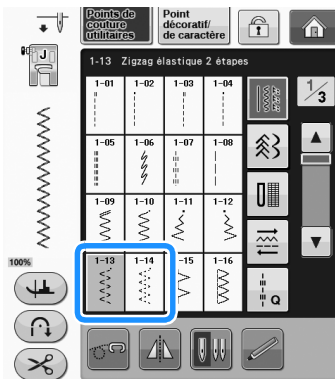 Points de
couture
utilitaires
Point
décoratif/
de caractère
J
1-13 Zigzag élastique 2 étapes
1-01 1-02 1-03 1-04
1/3
1-05 1-06 1-07 1-08
1-09 1-10 1-11 1-12
100%
1-13 1-14 -15 1-16
Q